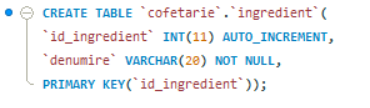 CREATE TABLE `cofetarie`.`ingredient`(
`id_ingredient` INT(11) AUTO_INCREMENT,
`denumire` VARCHAR(20) NOT NULL,
PRIMARY KEY(`id_ingredient`));